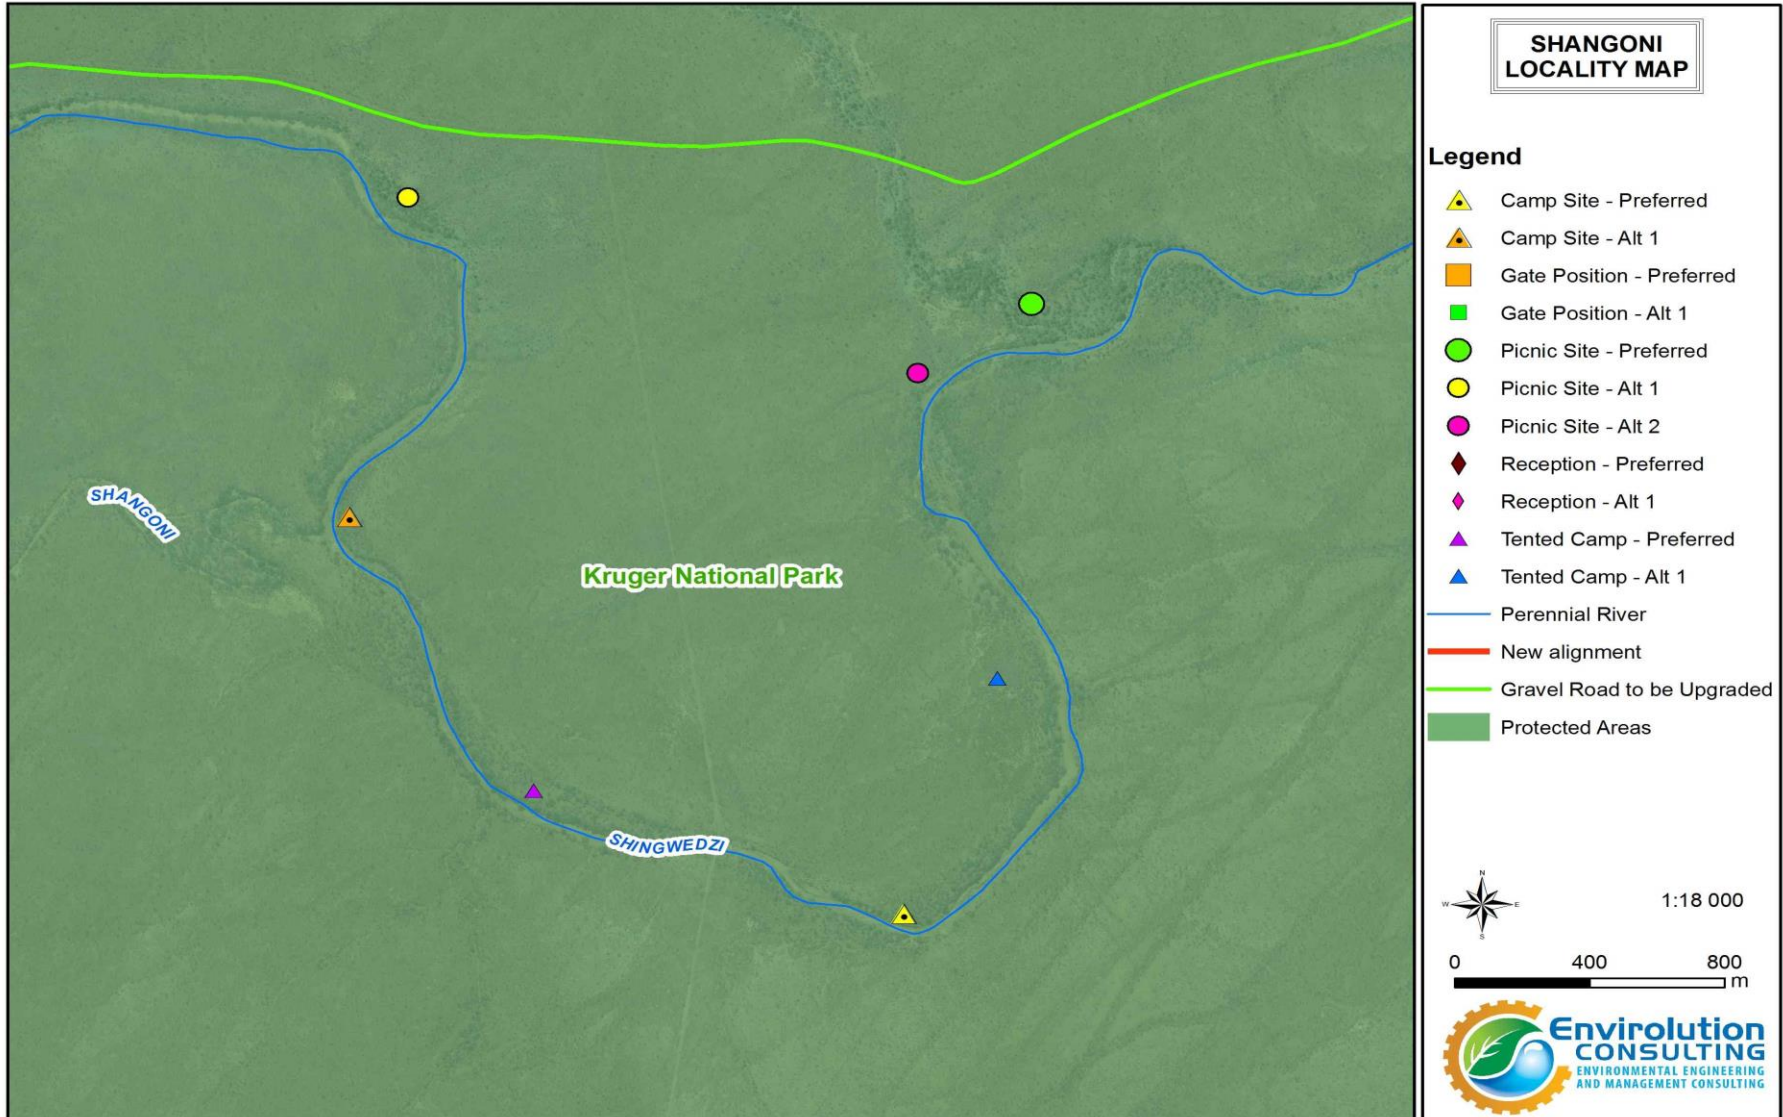 SHANGONI
LOCALITY MAP
Legend
Camp Site - Preferred
Camp Site - Alt 1
Gate Position - Preferred
Gate Position - Alt 1
Picnic Site - Preferred
Picnic Site - Alt 1
Picnic Site - Alt 2
Reception - Preferred
Reception - Alt 1
Tented Camp - Preferred
Tented Camp - Alt 1
Perennial River
New alignment
Gravel Road to be Upgraded
Protected Areas
SHANGONI
Kruger National Park
SHINGWEDZI
N
W E
S
1:18 000
0 400 800
m
Envirolution
CONSULTING
ENVIRONMENTAL ENGINEERING
AND MANAGEMENT CONSULTING